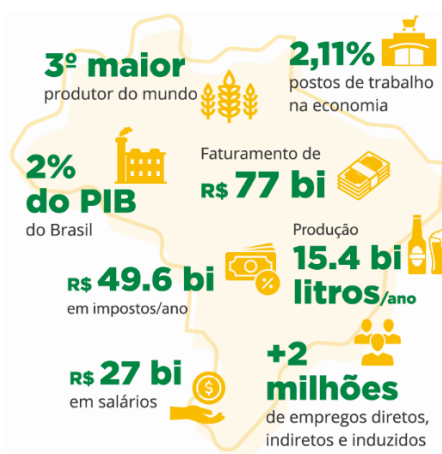 3º maior
produtor do mundo
2,11%
postos de trabalho
na economia
2%
do PIB
do Brasil
Faturamento de
R$ 77 bi
R$ 49.6 bi
em impostos/ano
Produção
15.4 bi
litros/ano
R$ 27 bi
em salários
+2
milhões
de empregos diretos,
indiretos e induzidos